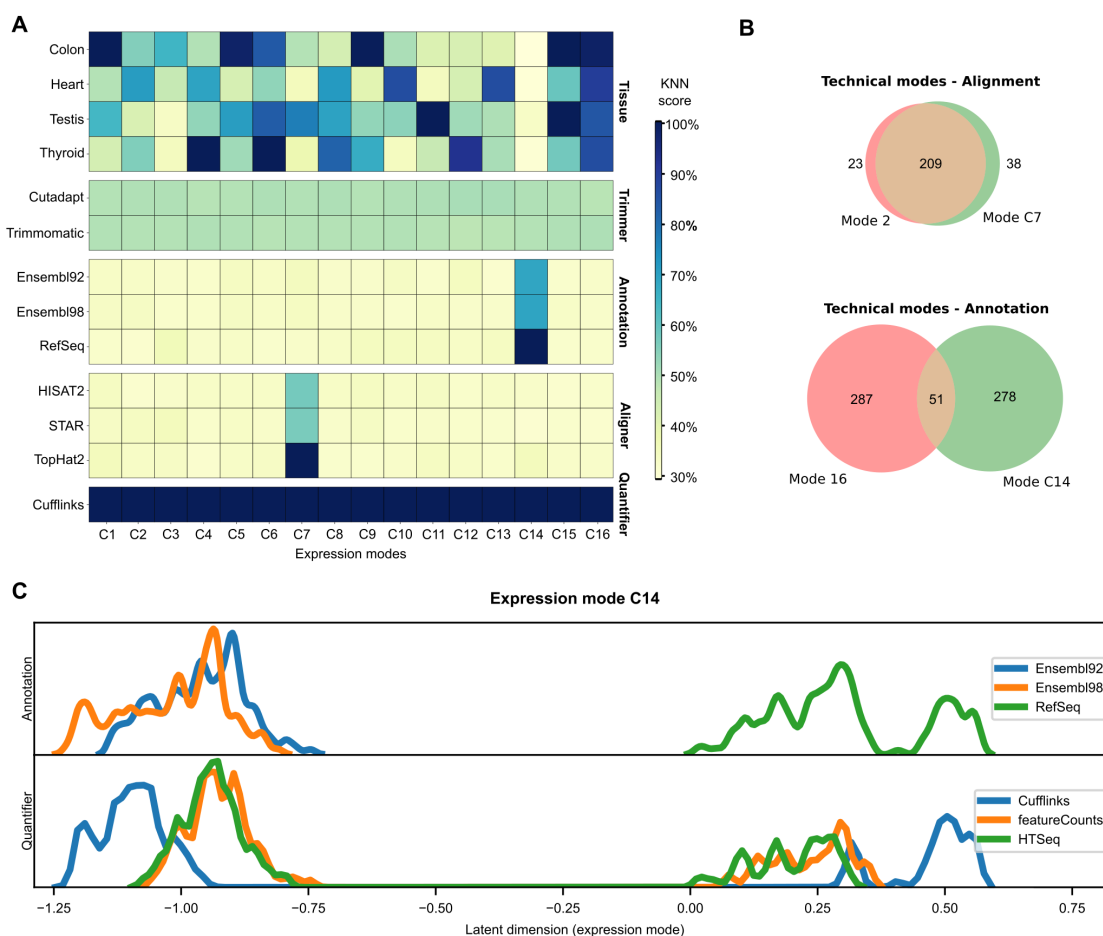 A
Colon
Heart
Testis
Thyroid
Tissue
Cutadapt
Trimmomatic
Trimmer
Ensembl92
Ensembl98
RefSeq
Annotation
HISAT2
STAR
TopHat2
Aligner
Cufflinks
Quantifier
C1 C2 C3 C4 C5 C6 C7 C8 C9 C10 C11 C12 C13 C14 C15 C16
Expression modes
KNN
score
100%
90%
80%
70%
60%
50%
40%
30%
B
Technical modes - Alignment
23 209 38
Mode 2 Mode C7
Technical modes - Annotation
287 51 278
Mode 16 Mode C14
C
Expression mode C14
Annotation
Ensembl92
Ensembl98
RefSeq
Quantifier
Cufflinks
featureCounts
HTSeq
−1.25 −1.00 −0.75 −0.50 −0.25 0.00 0.25 0.50 0.75
Latent dimension (expression mode)